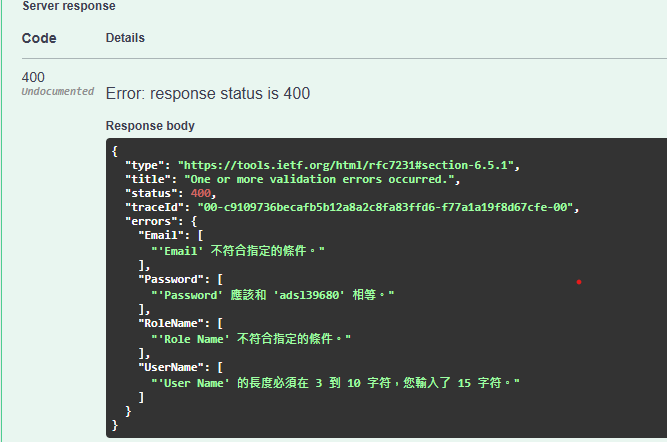 Server response
Code Details
400
Undocumented
Error: response status is 400
Response body
{
"type": "https://tools.ietf.org/html/rfc7231#section-6.5.1",
"title": "One or more validation errors occurred.",
"status": 400,
"traceId": "00-c9109736becafb5b12a8a2c8fa83ffd6-f77a1a19f8d67cfe-00",
"errors": {
"Email": [
"'Email' 不符合指定的條件。"
],
"Password": [
"'Password' 應該和 'adsl39680' 相等。"
],
"RoleName": [
"'Role Name' 不符合指定的條件。"
],
"UserName": [
"'User Name' 的長度必須在 3 到 10 字符，您輸入了 15 字符。"
]
}
}